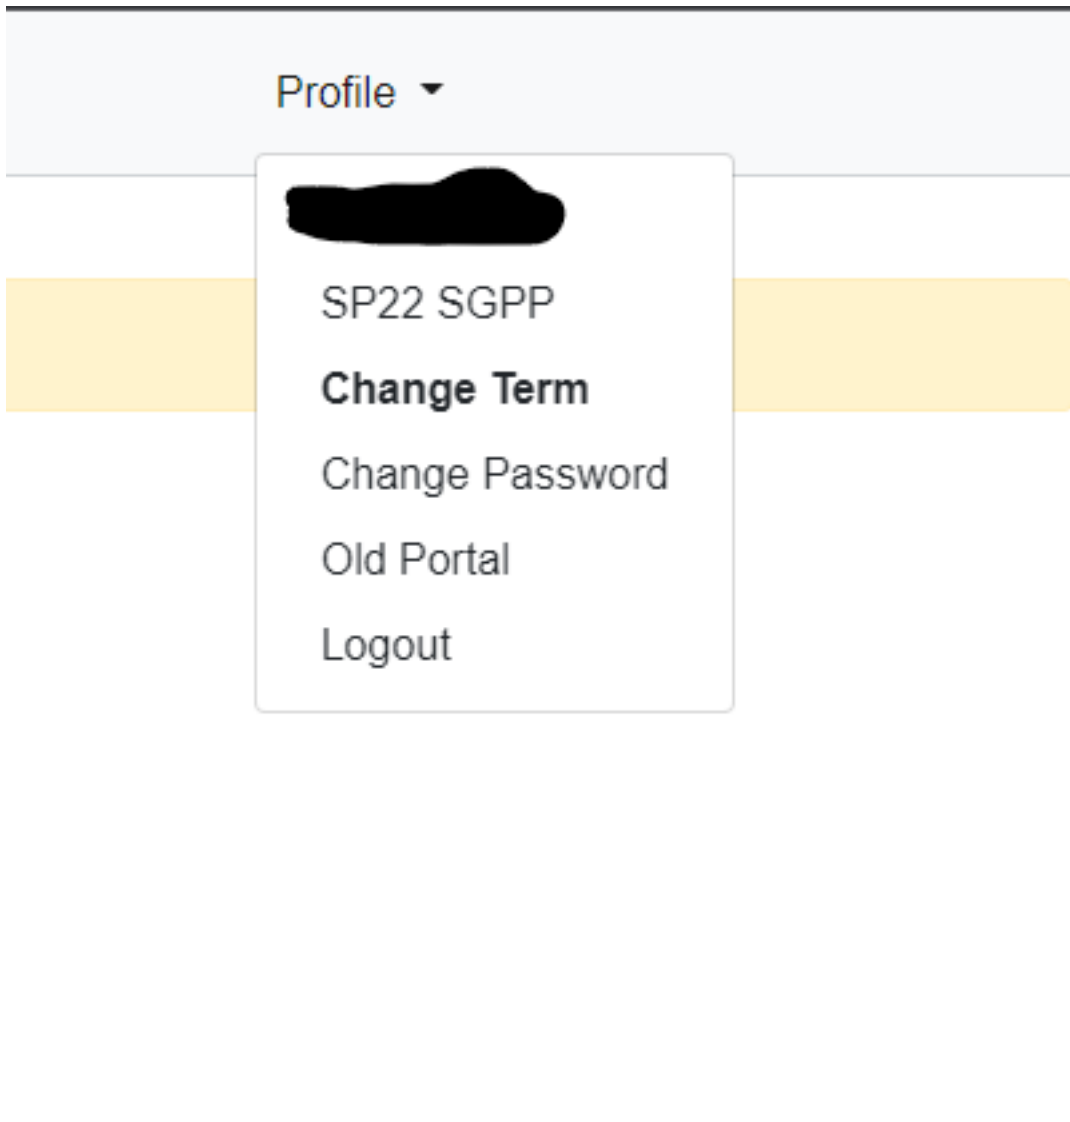 Profile
SP22 SGPP
Change Term
Change Password
Old Portal
Logout